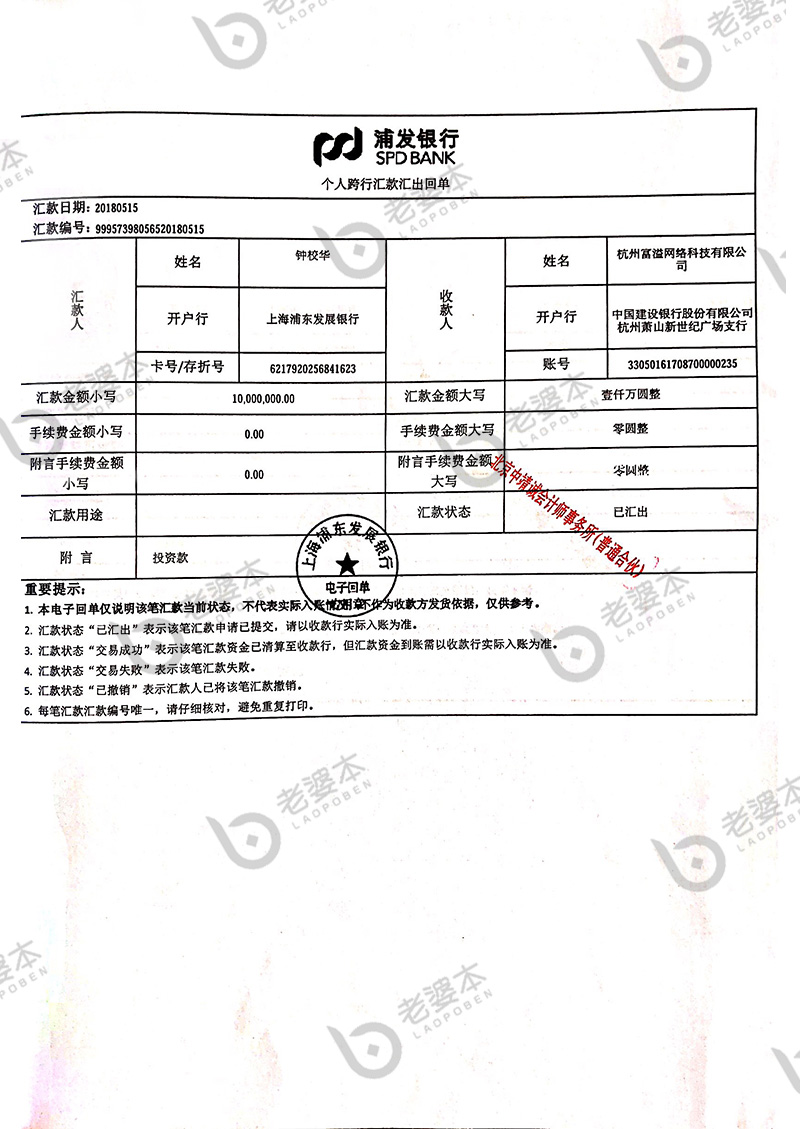 浦发银行
SPD BANK
个人跨行汇款汇出回单
汇款日期: 20180515
汇款编号: 99957398056520180515
汇款人
姓名
钟校华
收款人
姓名
杭州富溢网络科技有限公
司
开户行
上海浦东发展银行
开户行
中国建设银行股份有限公司
杭州萧山新世纪广场支行
卡号/存折号
6217920256841623
账号
33050161708700000235
汇款金额小写
10,000,000.00
汇款金额大写
壹仟万圆整
手续费金额小写
0.00
手续费金额大写
零圆整
附言手续费金额
小写
0.00
附言手续费金额
大写
零圆整
汇款用途
汇款状态
已汇出
附 言
投资款
上海浦东发展银行
电子回单
北京中靖诚会计师事务所(普通合伙)
重要提示:
1. 本电子回单仅说明该笔汇款当前状态，不代表实际入账情况，不作为收款方发货依据，仅供参考。
2. 汇款状态“已汇出”表示该笔汇款申请已提交，请以收款行实际入账为准。
3. 汇款状态“交易成功”表示该笔汇款资金已清算至收款行，但汇款资金到账需以收款行实际入账为准。
4. 汇款状态“交易失败”表示该笔汇款失败。
5. 汇款状态“已撤销”表示汇款人已将该笔汇款撤销。
6. 每笔汇款汇款编号唯一，请仔细核对，避免重复打印。
老婆本
LAOPOBEN